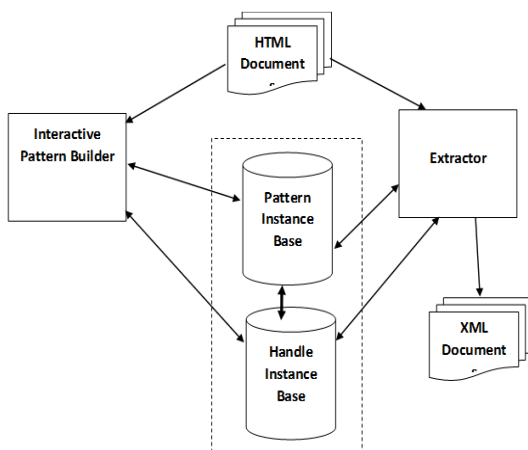 HTML
Document
s
Interactive
Pattern Builder
Extractor
Pattern
Instance
Base
Handle
Instance
Base
XML
Document
s